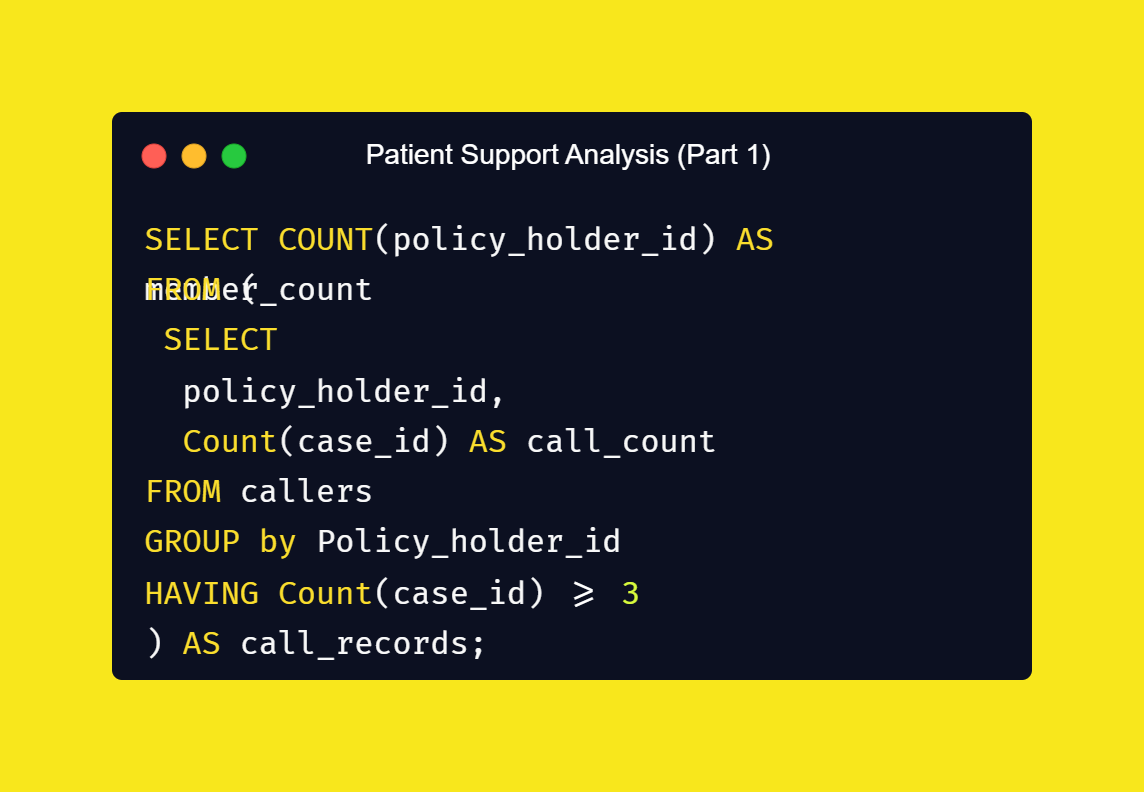 Patient Support Analysis (Part 1)
SELECT COUNT(policy_holder_id) AS
member_count
FROM (
SELECT
policy_holder_id,
Count(case_id) AS call_count
FROM callers
GROUP by Policy_holder_id
HAVING Count(case_id) >= 3
) AS call_records;